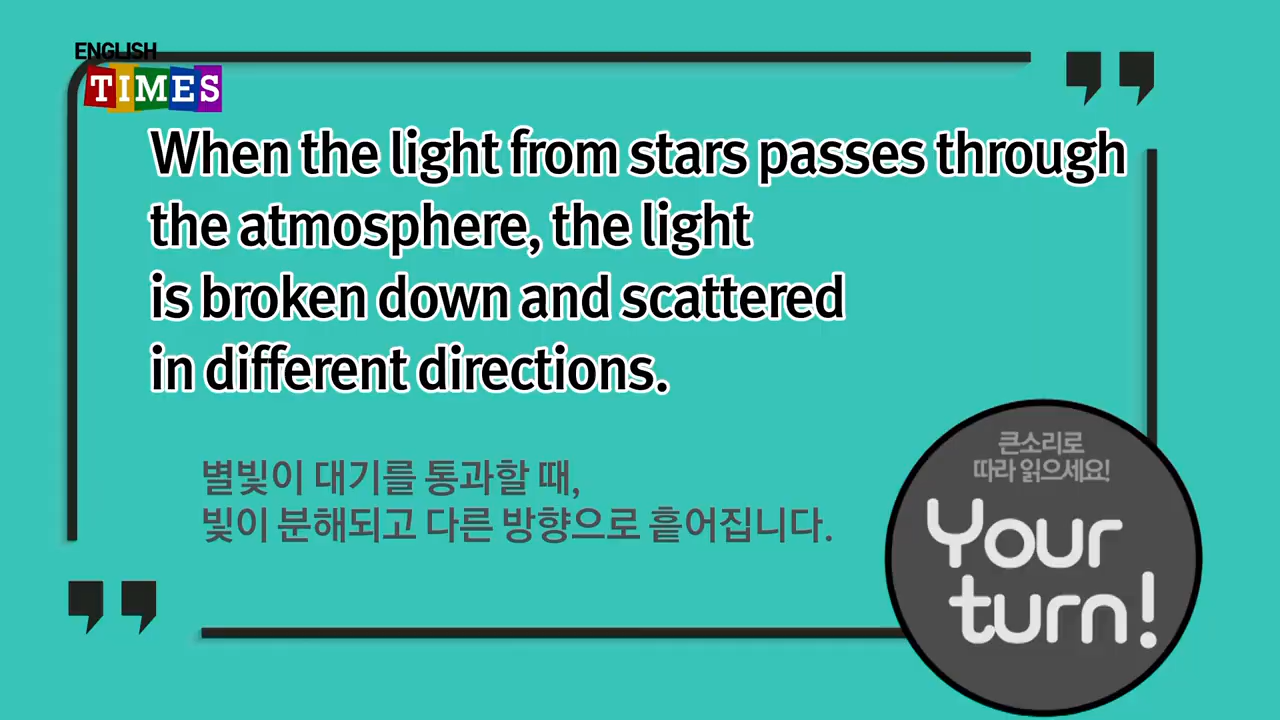 ENGLISH
TIMES
When the light from stars passes through
the atmosphere, the light
is broken down and scattered
in different directions.
별빛이 대기를 통과할 때,
빛이 분해되고 다른 방향으로 흩어집니다.
큰소리로
따라 읽으세요!
Your
turn!